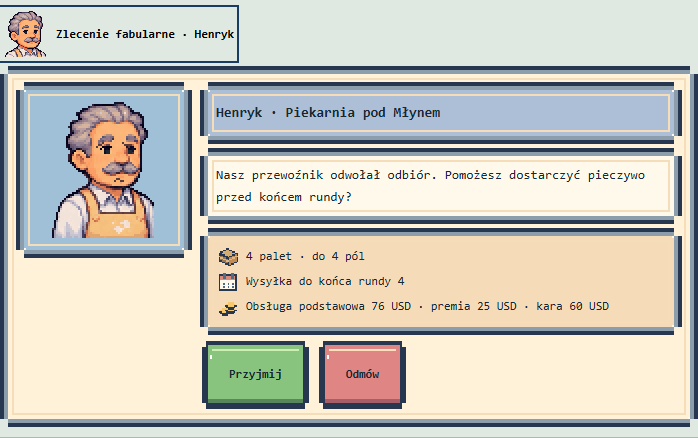 Zlecenie fabularne · Henryk
Henryk · Piekarnia pod Młynem
Nasz przewoźnik odwołał odbiór. Pomożesz dostarczyć pieczywo
przed końcem rundy?
4 palet · do 4 pól
Wysyłka do końca rundy 4
Obsługa podstawowa 76 USD · premia 25 USD · kara 60 USD
Przyjmij
Odmów